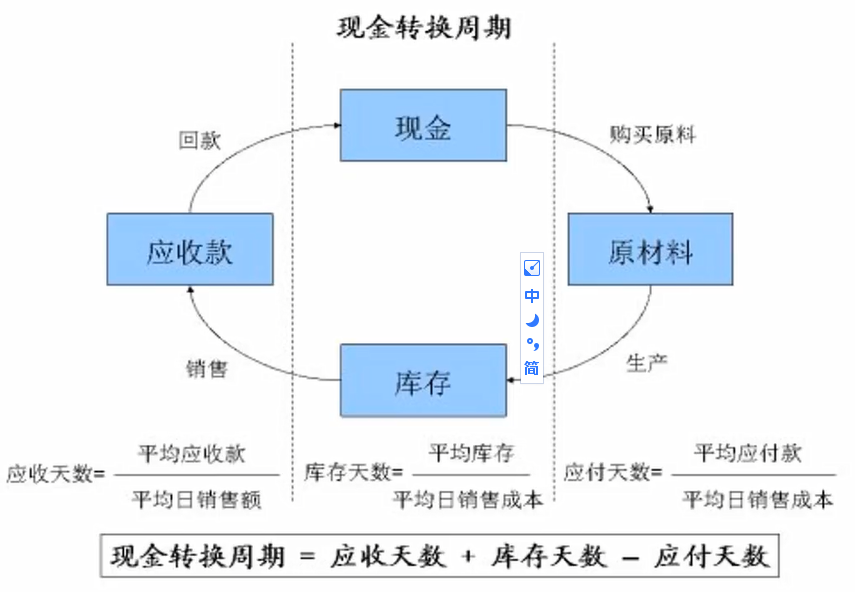 现金转换周期
现金
回款
购买原料
应收款
原材料
中
简
销售
库存
生产
应收天数=
平均应收款
平均日销售额
库存天数=
平均库存
平均日销售成本
应付天数=
平均应付款
平均日销售成本
现金转换周期 = 应收天数 + 库存天数 - 应付天数